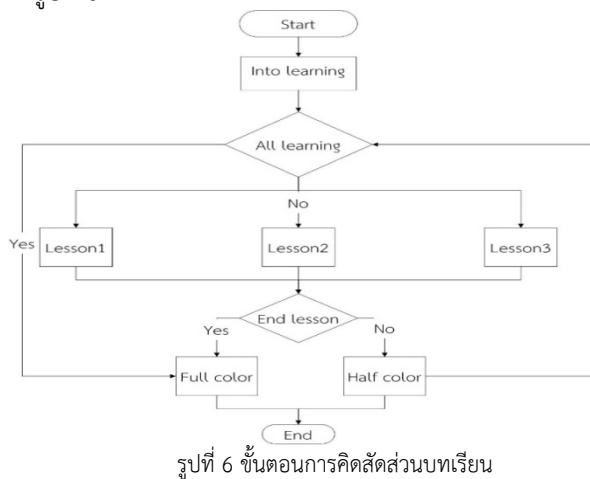 Start
Into learning
All learning
No
Yes
Lesson1
Lesson2
Lesson3
End lesson
Yes
No
Full color
Half color
End
รูปที่ 6 ขั้นตอนการคิดสัดส่วนบทเรียน